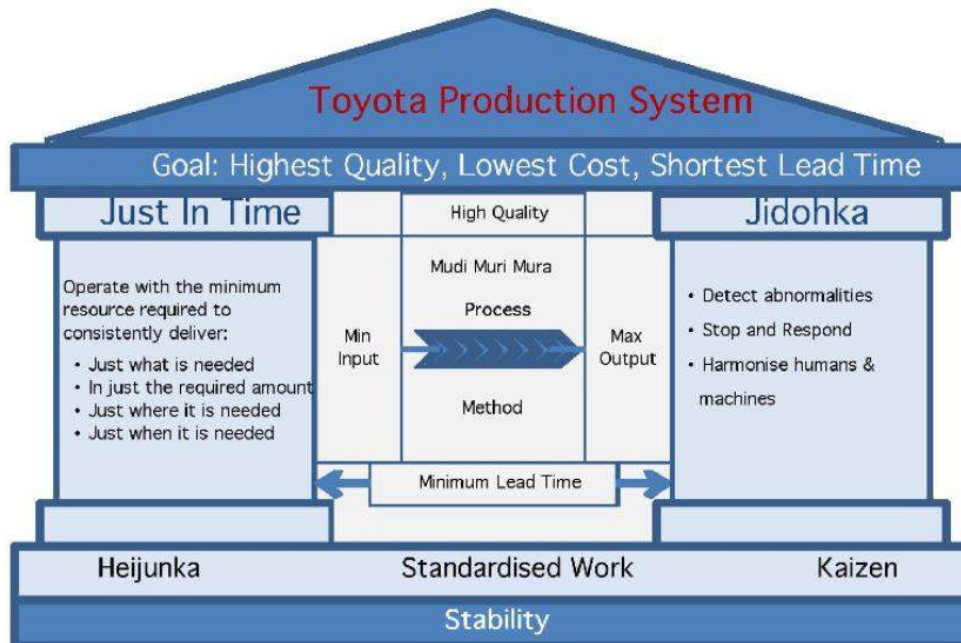 Toyota Production System
Goal: Highest Quality, Lowest Cost, Shortest Lead Time
Just In Time
High Quality
Jidohka
Operate with the minimum
resource required to
consistently deliver:
• Just what is needed
• In just the required amount
• Just where it is needed
• Just when it is needed
Min
Input
Mudi Muri Mura
Process
Method
Max
Output
• Detect abnormalities
• Stop and Respond
• Harmonise humans &
machines
Minimum Lead Time
Heijunka
Standardised Work
Kaizen
Stability